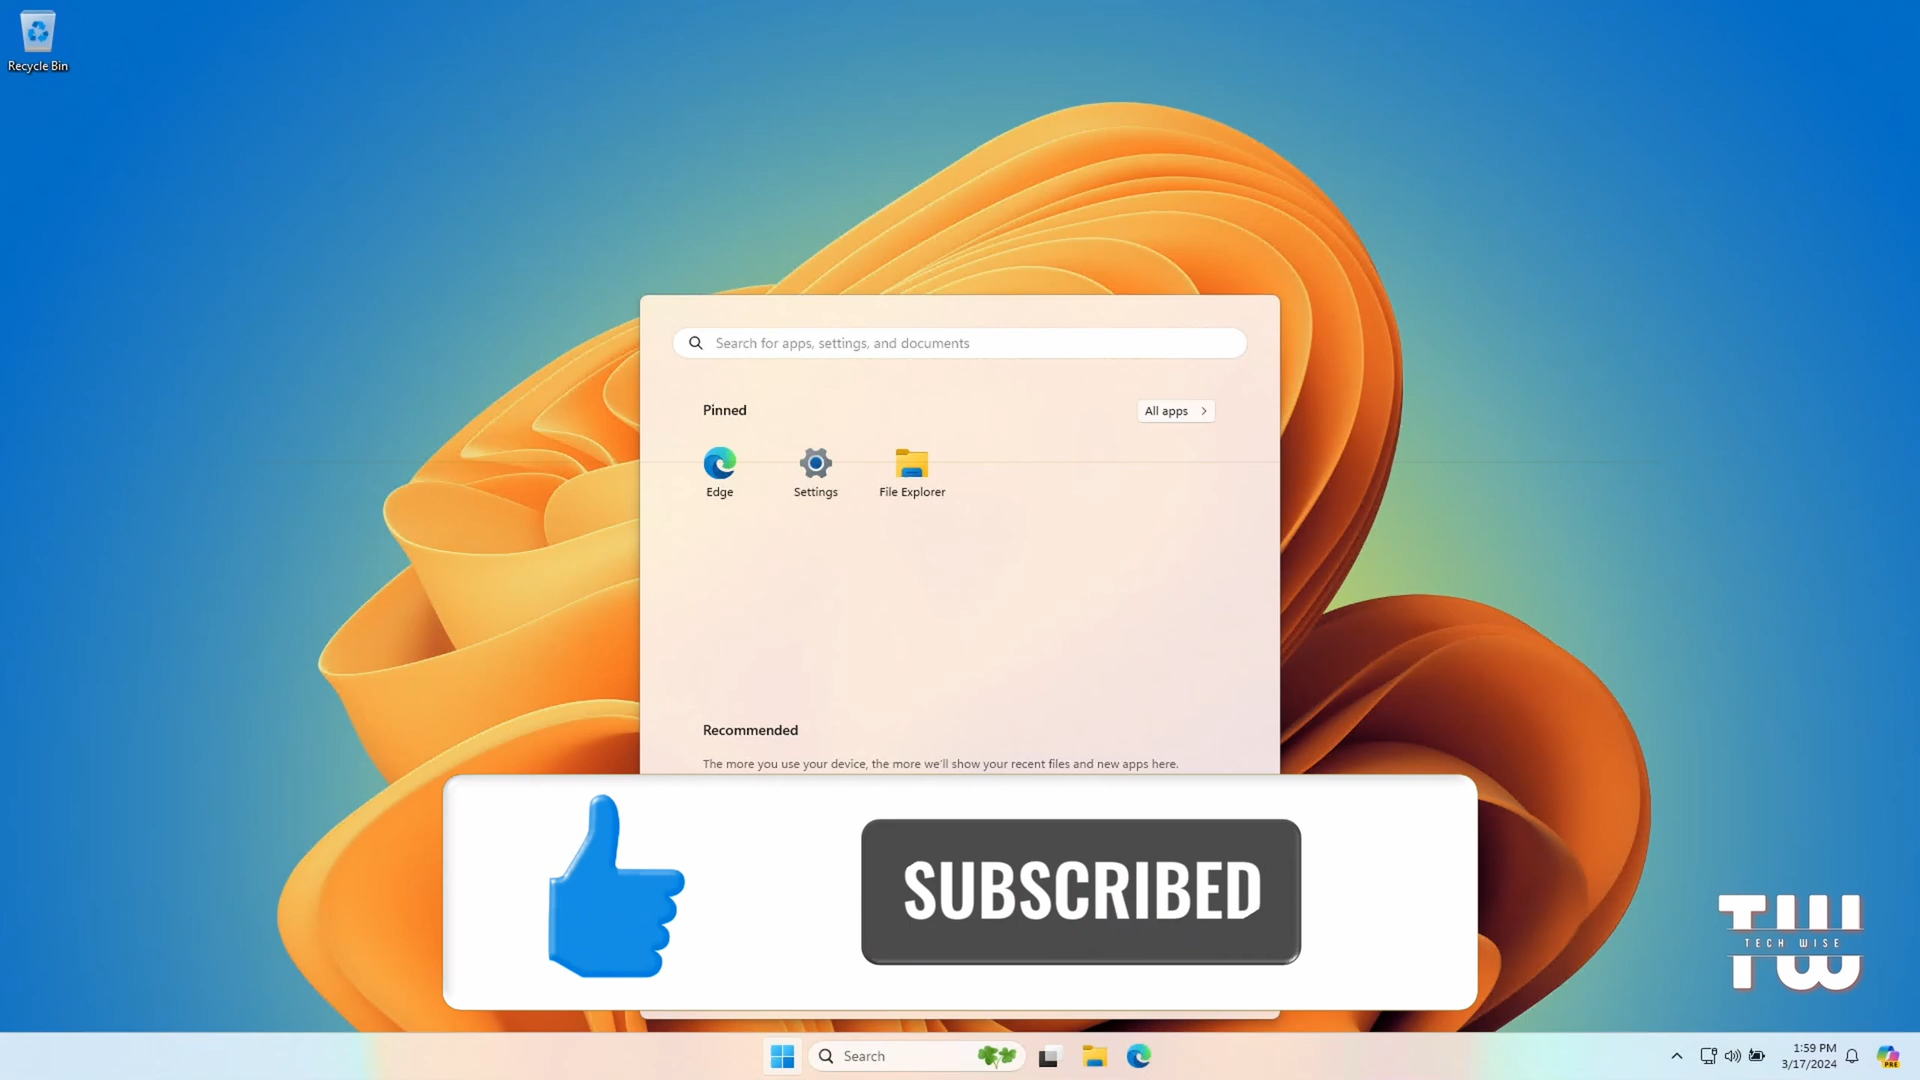 Recycle Bin
Search for apps, settings, and documents
Pinned
All apps
Edge
Settings
File Explorer
Recommended
The more you use your device, the more we'll show your recent files and new apps here.
SUBSCRIBED
TW
TECH WISE
Search
1:59 PM
3/17/2024
PRE